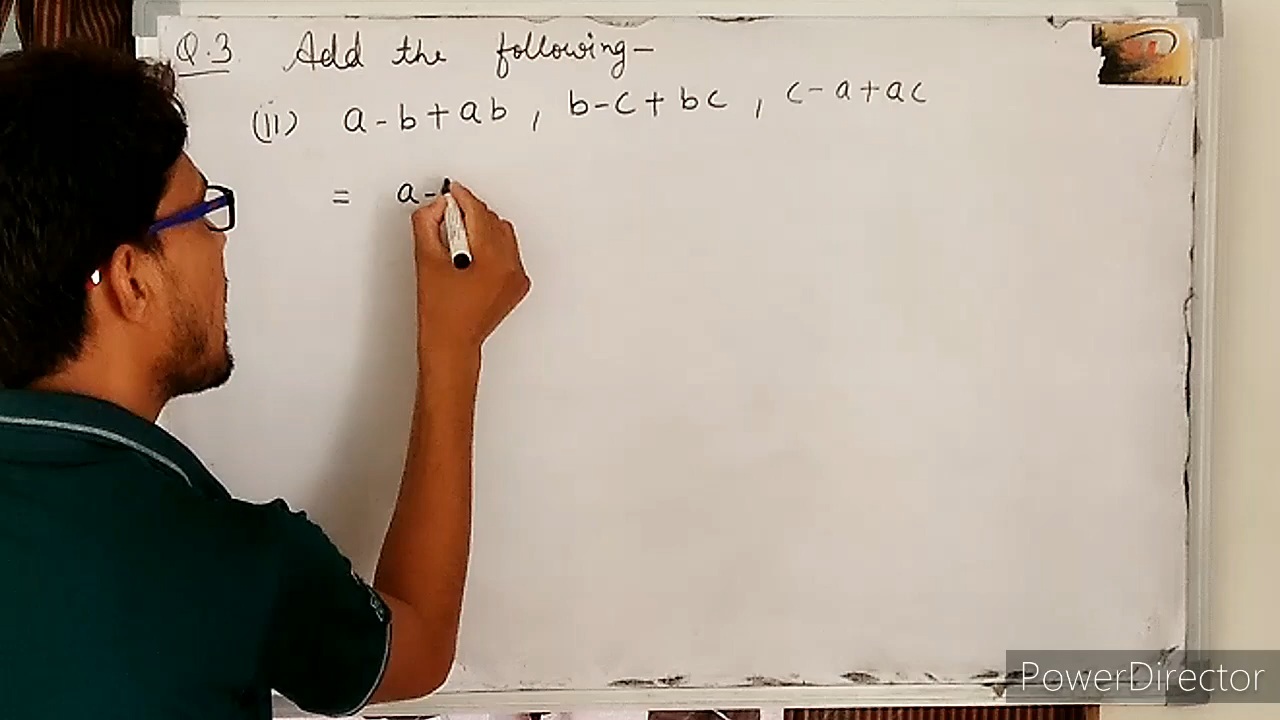 Q.3. Add the following-
(ii) a-b+ab, b-c+bc, c-a+ac
= a-
PowerDirector